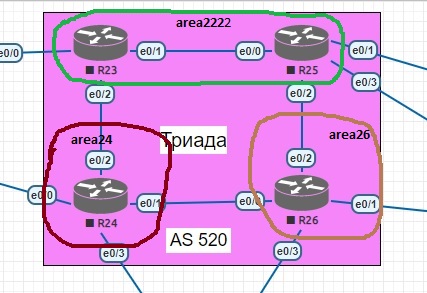 area2222
e0/0
e0/1
e0/0
e0/1
R23
R25
e0/3
e0/2
e0/2
area24
Триада
area26
e0/2
e0/2
e0/0
e0/1
e0/0
e0/1
R24
R26
AS 520
e0/3
e0/3